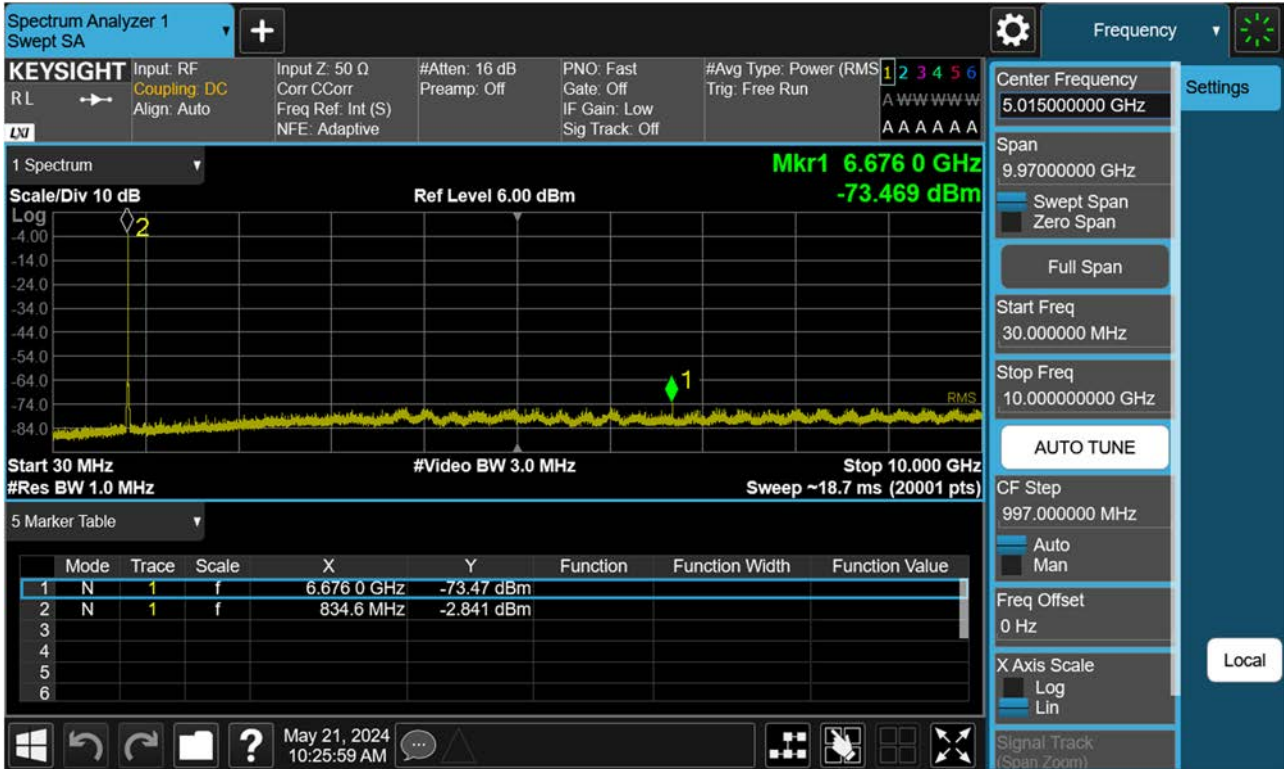 Spectrum Analyzer 1
Swept SA
Frequency
KEYSIGHT
RL
LXI
Input: RF
Coupling: DC
Align: Auto
Input Z: 50 Ω
Corr CCorr
Freq Ref: Int (S)
NFE: Adaptive
#Atten: 16 dB
Preamp: Off
PNO: Fast
Gate: Off
IF Gain: Low
Sig Track: Off
#Avg Type: Power (RMS
Trig: Free Run
1 2 3 4 5 6
A W W W W W
A A A A A A
1 Spectrum
Mkr1 6.676 0 GHz
Scale/Div 10 dB
Ref Level 6.00 dBm
-73.469 dBm
Log
-4.00
-14.0
-24.0
-34.0
-44.0
-54.0
-64.0
-74.0
-84.0
2
1
RMS
Start 30 MHz
#Video BW 3.0 MHz
Stop 10.000 GHz
#Res BW 1.0 MHz
Sweep ~18.7 ms (20001 pts)
5 Marker Table
Mode Trace Scale X Y Function Function Width Function Value
1 N 1 f 6.676 0 GHz -73.47 dBm
2 N 1 f 834.6 MHz -2.841 dBm
3
4
5
6
May 21, 2024
10:25:59 AM
Center Frequency
5.015000000 GHz
Settings
Span
9.97000000 GHz
Swept Span
Zero Span
Full Span
Start Freq
30.000000 MHz
Stop Freq
10.000000000 GHz
AUTO TUNE
CF Step
997.000000 MHz
Auto
Man
Freq Offset
0 Hz
X Axis Scale
Log
Lin
Local
Signal Track
(Span Zoom)